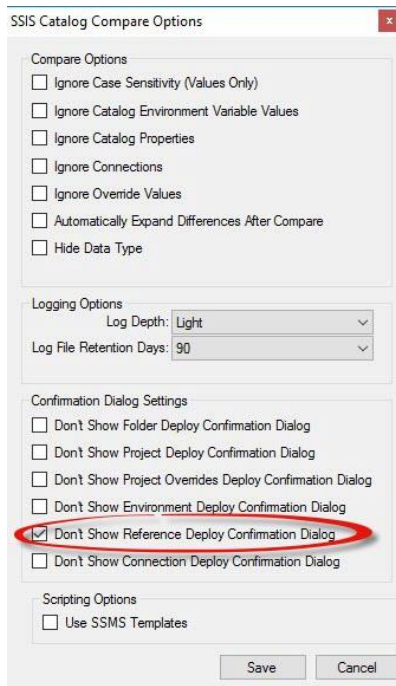 SSIS Catalog Compare Options
x
Compare Options
Ignore Case Sensitivity (Values Only)
Ignore Catalog Environment Variable Values
Ignore Catalog Properties
Ignore Connections
Ignore Override Values
Automatically Expand Differences After Compare
Hide Data Type
Logging Options
Log Depth: Light
Log File Retention Days: 90
Confirmation Dialog Settings
Don't Show Folder Deploy Confirmation Dialog
Don't Show Project Deploy Confirmation Dialog
Don't Show Project Overrides Deploy Confirmation Dialog
Don't Show Environment Deploy Confirmation Dialog
Don't Show Reference Deploy Confirmation Dialog
Don't Show Connection Deploy Confirmation Dialog
Scripting Options
Use SSMS Templates
Save Cancel